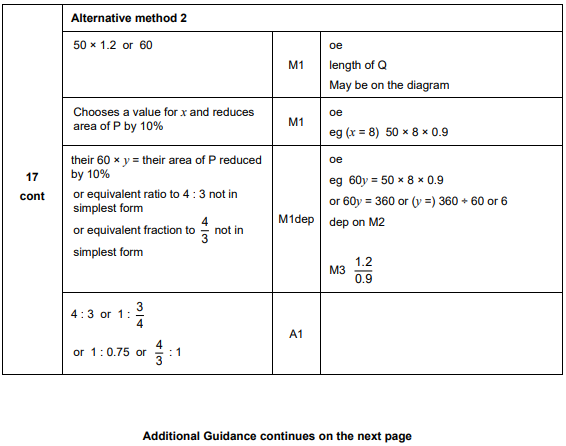 Alternative method 2
50 × 1.2 or 60
M1
oe
length of Q
May be on the diagram
Chooses a value for x and reduces
area of P by 10%
M1
oe
eg (x = 8) 50 × 8 × 0.9
17
cont
their 60 × y = their area of P reduced
by 10%
or equivalent ratio to 4 : 3 not in
simplest form
or equivalent fraction to 4/3 not in
simplest form
M1dep
oe
eg 60y = 50 × 8 × 0.9
or 60y = 360 or (y =) 360 ÷ 60 or 6
dep on M2
M3 1.2/0.9
4 : 3 or 1 : 3/4
or 1 : 0.75 or 4/3 : 1
A1
Additional Guidance continues on the next page